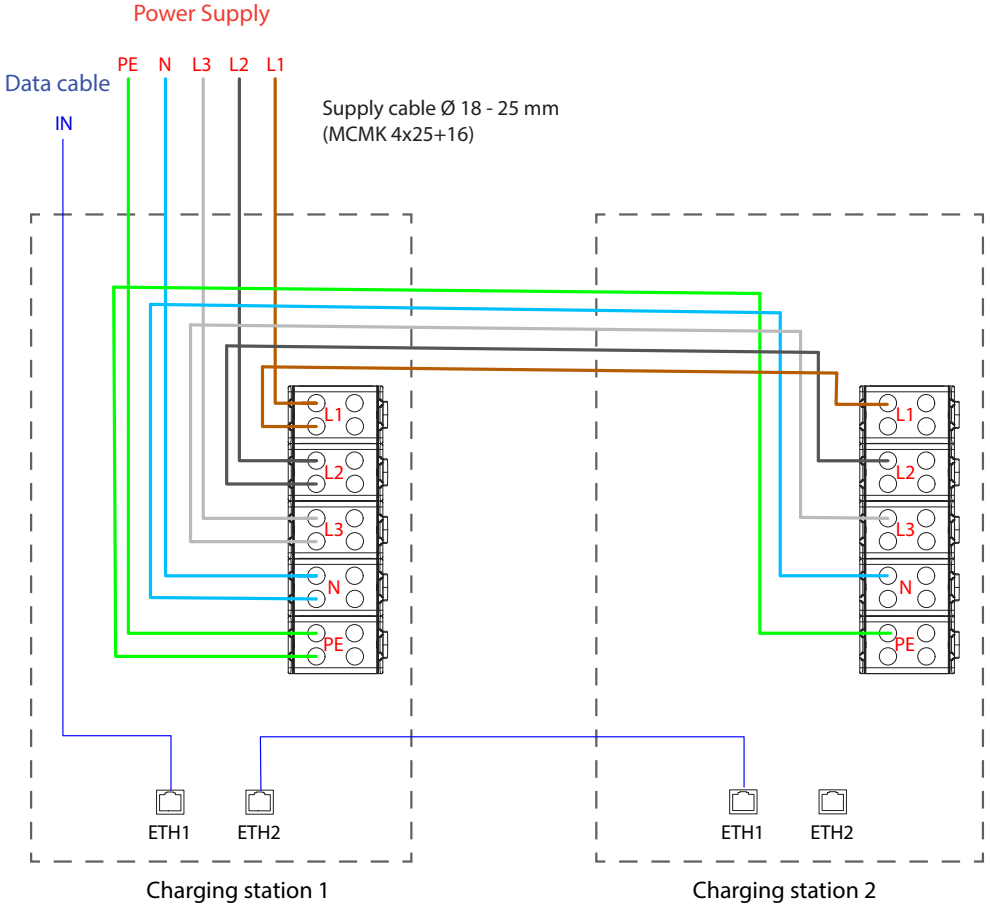 Power Supply
PE N L3 L2 L1
Data cable
IN
Supply cable Ø 18 - 25 mm
(MCMK 4x25+16)
L1
L2
L3
N
PE
L1
L2
L3
N
PE
ETH1 ETH2
ETH1 ETH2
Charging station 1
Charging station 2